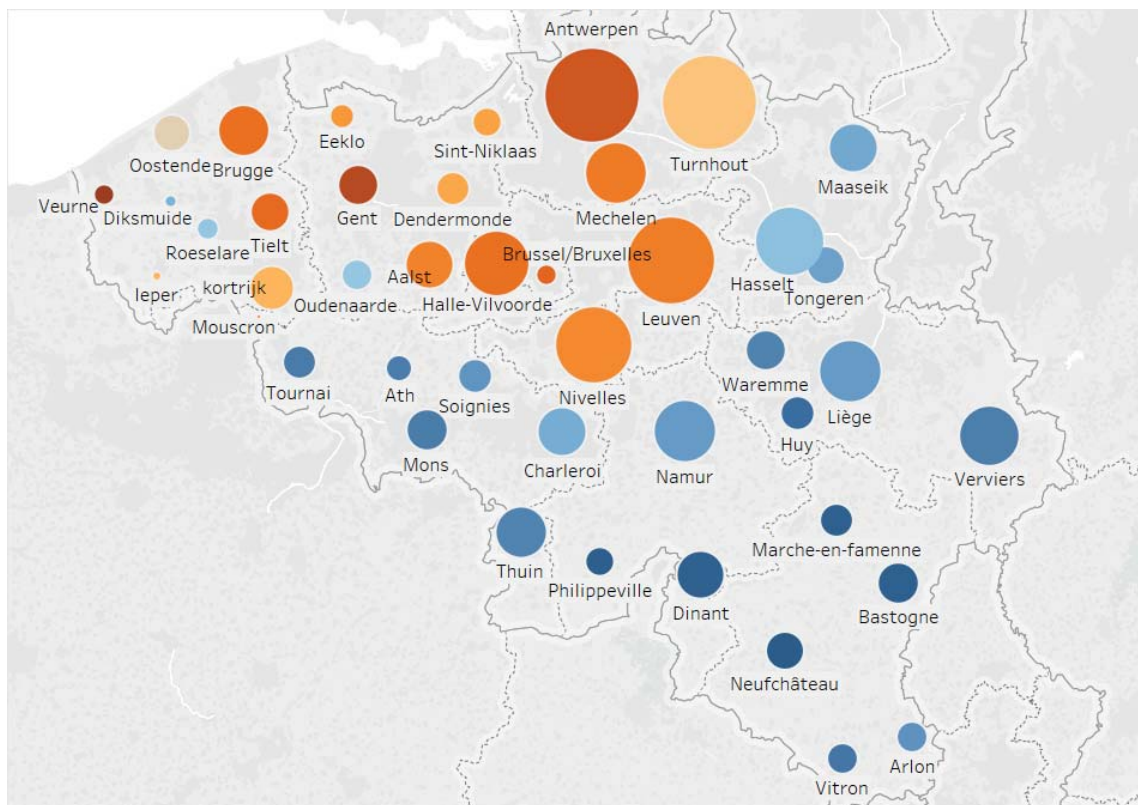 Antwerpen
Eeklo
Sint-Niklaas
Oostende
Brugge
Turnhout
Maaseik
Veurne
Diksmuide
Gent
Dendermonde
Mechelen
Roeselare
Tielt
Brussel/Bruxelles
Aalst
Ieper
kortrijk
Oudenaarde
Halle-Vilvoorde
Hasselt
Tongeren
Mouscron
Leuven
Tournai
Ath
Soignies
Nivelles
Waremme
Liège
Mons
Charleroi
Namur
Huy
Verviers
Marche-en-famenne
Thuin
Philippeville
Dinant
Bastogne
Neufchâteau
Arlon
Vitron